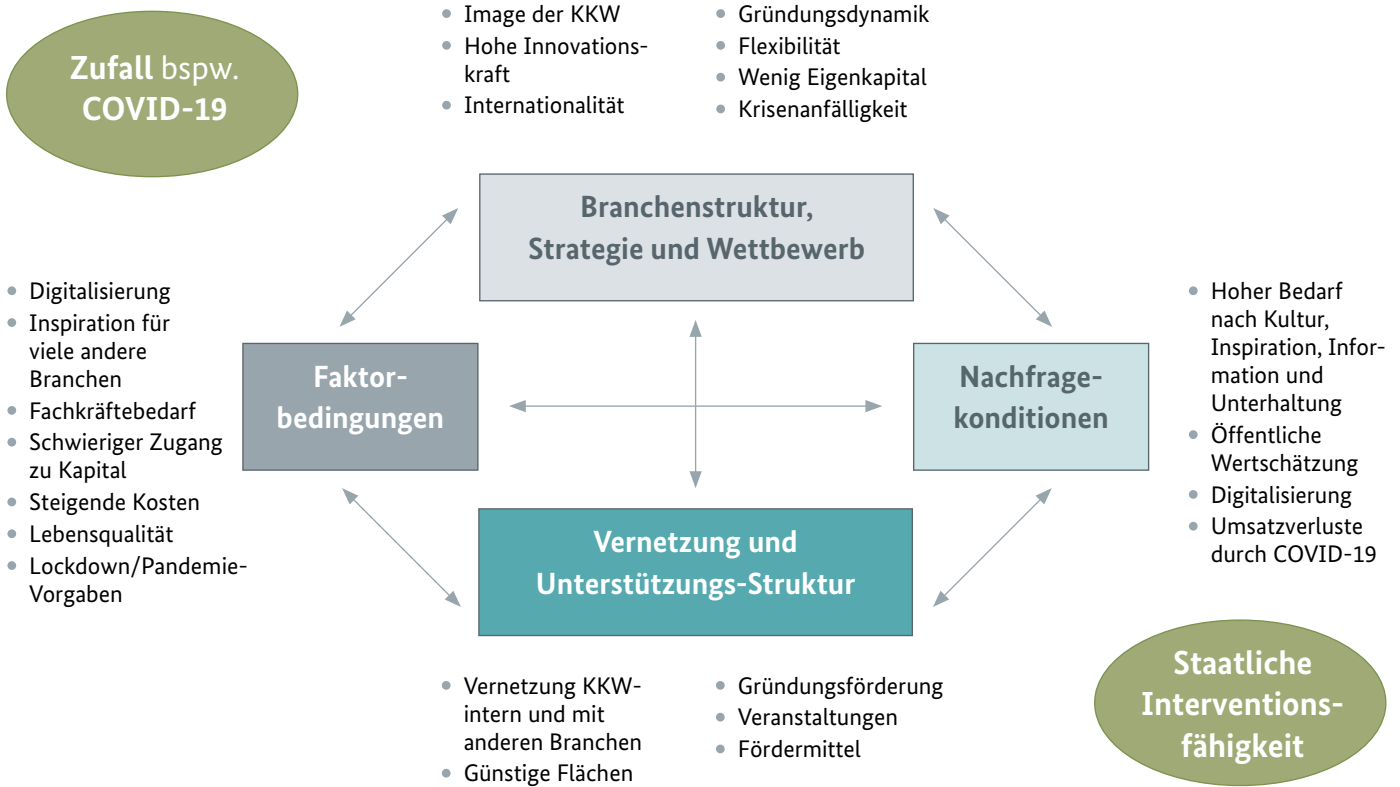 Zufall bspw.
COVID-19
Image der KKW
Hohe Innovations-
kraft
Internationalität
Gründungsdynamik
Flexibilität
Wenig Eigenkapital
Krisenanfälligkeit
Branchenstruktur,
Strategie und Wettbewerb
Digitalisierung
Inspiration für
viele andere
Branchen
Fachkräftebedarf
Schwieriger Zugang
zu Kapital
Steigende Kosten
Lebensqualität
Lockdown/Pandemie-
Vorgaben
Faktor-
bedingungen
Nachfrage-
konditionen
Hoher Bedarf
nach Kultur,
Inspiration, Infor-
mation und
Unterhaltung
Öffentliche
Wertschätzung
Digitalisierung
Umsatzverluste
durch COVID-19
Vernetzung und
Unterstützungs-Struktur
Vernetzung KKW-
intern und mit
anderen Branchen
Günstige Flächen
Gründungsförderung
Veranstaltungen
Fördermittel
Staatliche
Interventions-
fähigkeit